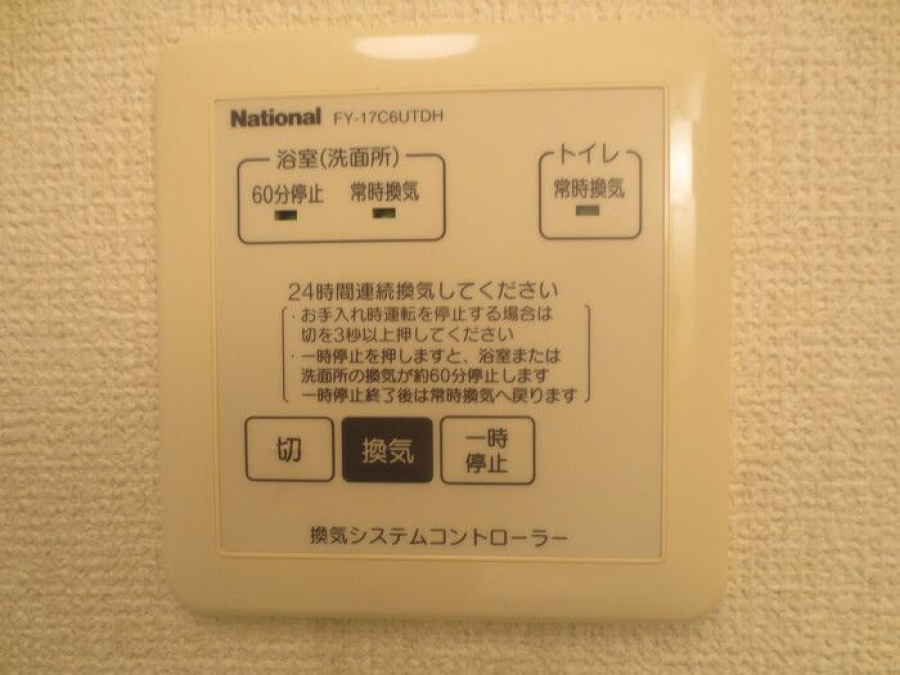 National FY-17C6UTDH
浴室(洗面所)
トイレ
60分停止 常時換気
常時換気
24時間連続換気してください
・お手入れ時運転を停止する場合は
切を3秒以上押してください
・一時停止を押しますと、浴室または
洗面所の換気が約60分停止します
一時停止終了後は常時換気へ戻ります
切
換気
一時
停止
換気システムコントローラー